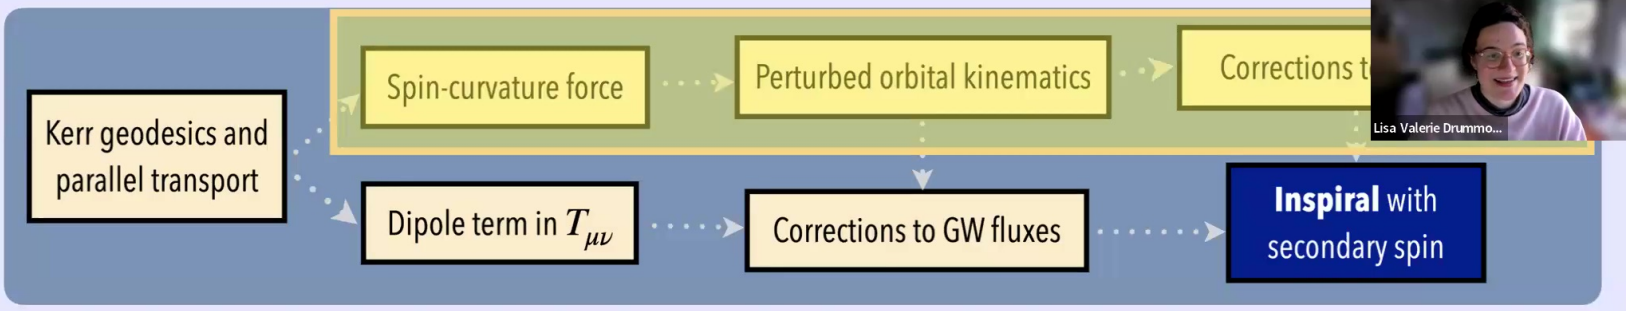 Kerr geodesics and
parallel transport
Spin-curvature force
Perturbed orbital kinematics
Corrections
Dipole term in Tμν
Corrections to GW fluxes
Inspiral with
secondary spin
Lisa Valerie Drummo...